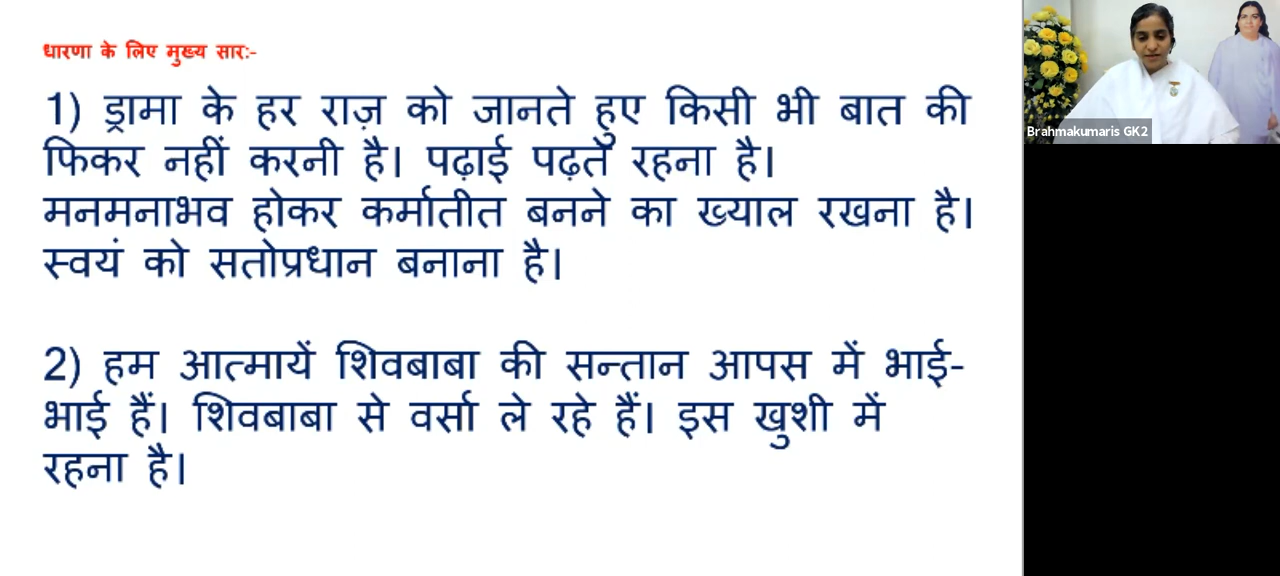 धारणा के लिए मुख्य सार:-
1) ड्रामा के हर राज़ को जानते हुए किसी भी बात की
फिकर नहीं करनी है। पढ़ाई पढ़ते रहना है।
मनमनाभव होकर कर्मातीत बनने का ख्याल रखना है।
स्वयं को सतोप्रधान बनाना है।
2) हम आत्मायें शिवबाबा की सन्तान आपस में भाई-
भाई हैं। शिवबाबा से वर्सा ले रहे हैं। इस खुशी में
रहना है।
Brahmakumaris GK2